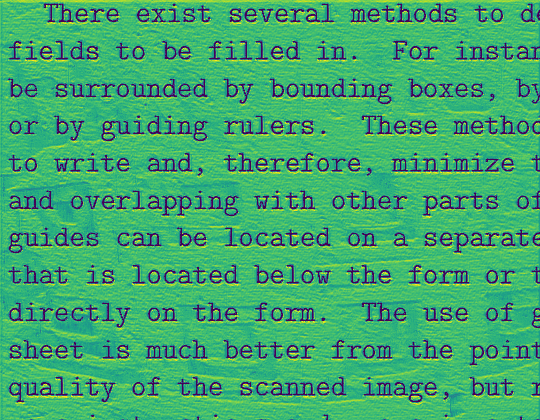 There exist several methods to de
fields to be filled in. For instan
be surrounded by bounding boxes, by
or by guiding rulers. These method
to write and, therefore, minimize t
and overlapping with other parts of
guides can be located on a separate
that is located below the form or t
directly on the form. The use of g
sheet is much better from the point
quality of the scanned image, but r